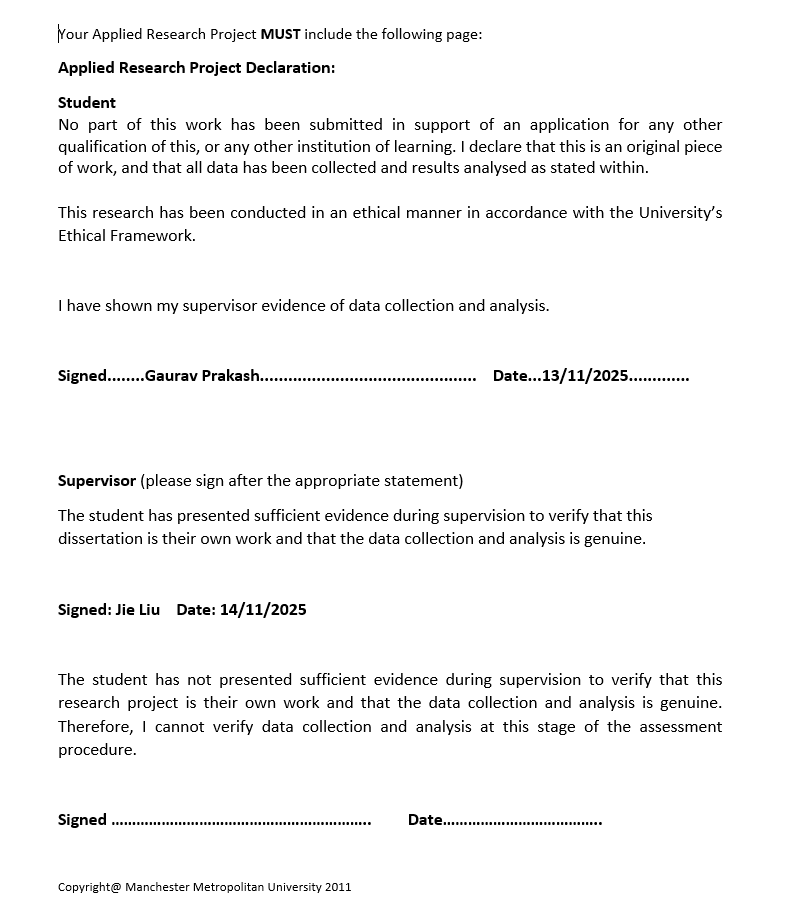 Your Applied Research Project MUST include the following page:
Applied Research Project Declaration:
Student
No part of this work has been submitted in support of an application for any other
qualification of this, or any other institution of learning. I declare that this is an original piece
of work, and that all data has been collected and results analysed as stated within.
This research has been conducted in an ethical manner in accordance with the University’s
Ethical Framework.
I have shown my supervisor evidence of data collection and analysis.
Signed........Gaurav Prakash.............................................. Date...13/11/2025.............
Supervisor (please sign after the appropriate statement)
The student has presented sufficient evidence during supervision to verify that this
dissertation is their own work and that the data collection and analysis is genuine.
Signed: Jie Liu Date: 14/11/2025
The student has not presented sufficient evidence during supervision to verify that this
research project is their own work and that the data collection and analysis is genuine.
Therefore, I cannot verify data collection and analysis at this stage of the assessment
procedure.
Signed …………………………………………………….. Date……………………………….
Copyright@ Manchester Metropolitan University 2011